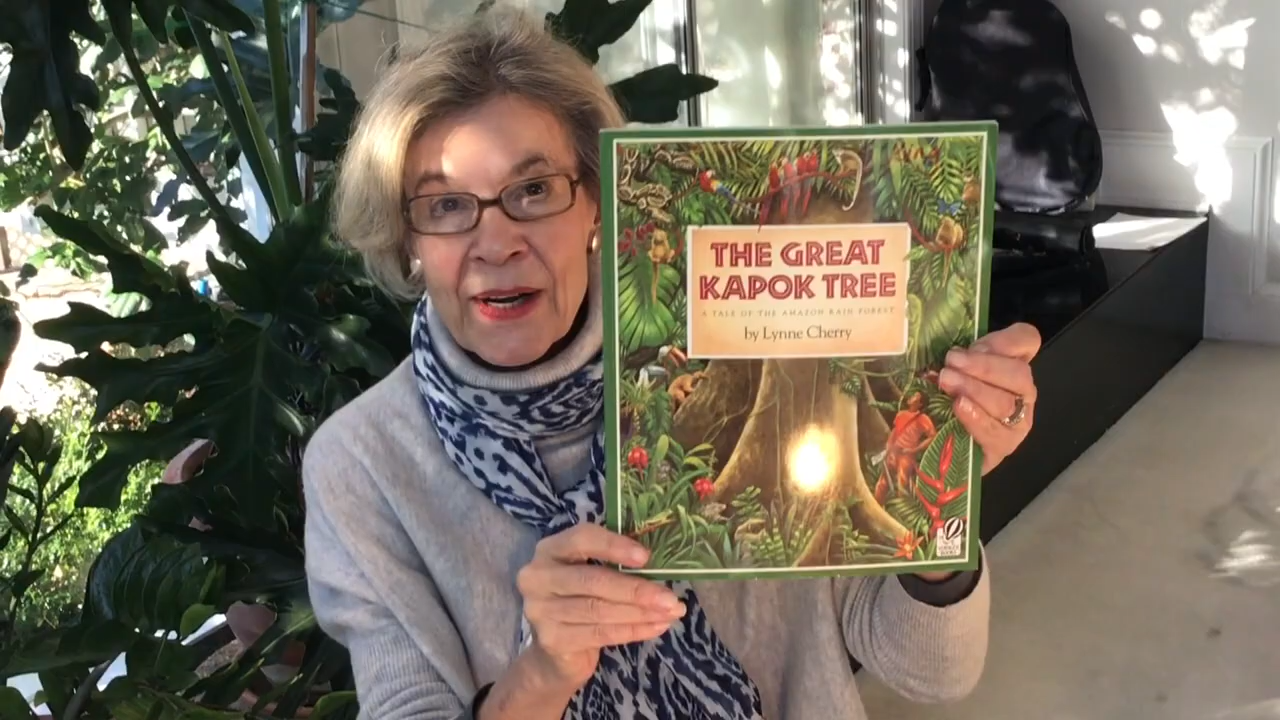 THE GREAT
KAPOK TREE
A TALE OF THE AMAZON RAIN FOREST
by Lynne Cherry